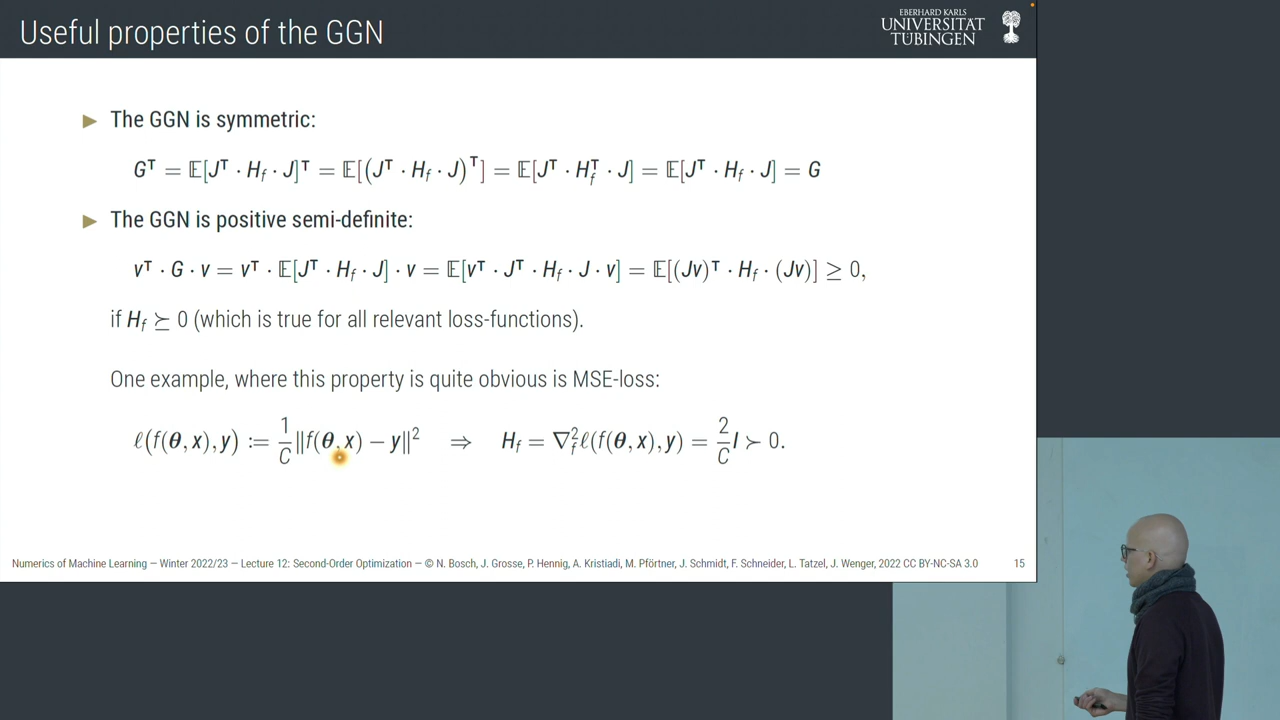 Useful properties of the GGN
EBERHARD KARLS
UNIVERSITÄT
TÜBINGEN
▶ The GGN is symmetric:
Gᵀ = 𝔼[Jᵀ · H_f · J]ᵀ = 𝔼[(Jᵀ · H_f · J)ᵀ] = 𝔼[Jᵀ · H_fᵀ · J] = 𝔼[Jᵀ · H_f · J] = G
▶ The GGN is positive semi-definite:
vᵀ · G · v = vᵀ · 𝔼[Jᵀ · H_f · J] · v = 𝔼[vᵀ · Jᵀ · H_f · J · v] = 𝔼[(Jv)ᵀ · H_f · (Jv)] ≥ 0,
if H_f ⪰ 0 (which is true for all relevant loss-functions).
One example, where this property is quite obvious is MSE-loss:
ℓ(f(θ, x), y) := 1/C ‖f(θ, x) − y‖² ⇒ H_f = ∇²_f ℓ(f(θ, x), y) = 2/C I ≻ 0.
Numerics of Machine Learning — Winter 2022/23 — Lecture 12: Second-Order Optimization — © N. Bosch, J. Grosse, P. Hennig, A. Kristiadi, M. Pförtner, J. Schmidt, F. Schneider, L. Tatzel, J. Wenger, 2022 CC BY-NC-SA 3.0 15